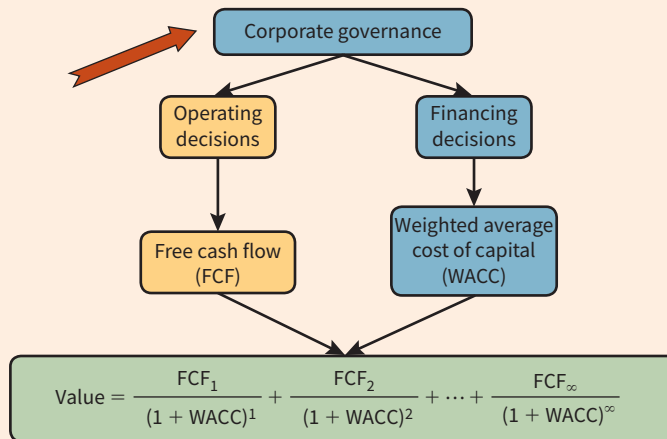 Corporate governance
Operating
decisions
Financing
decisions
Free cash flow
(FCF)
Weighted average
cost of capital
(WACC)
Value = FCF₁ / (1 + WACC)¹ + FCF₂ / (1 + WACC)² + ⋯ + FCF∞ / (1 + WACC)^∞